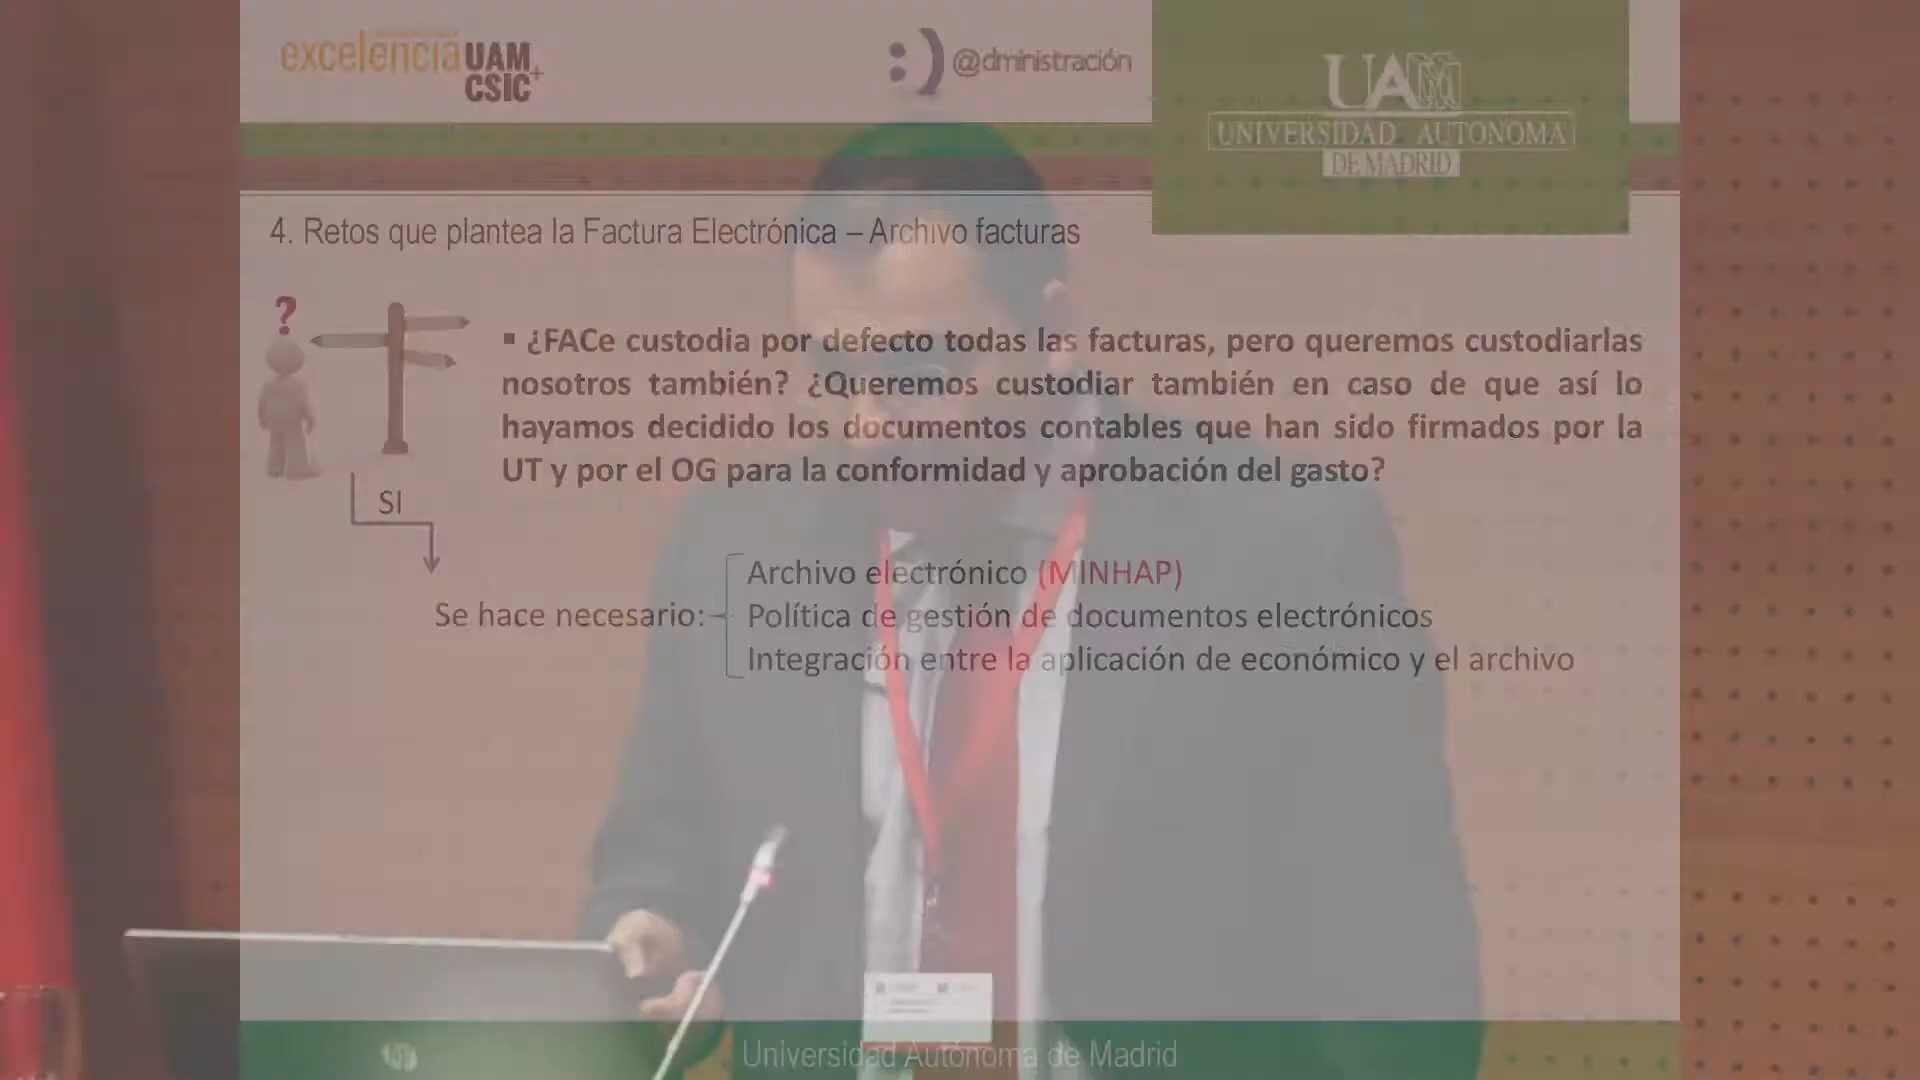 excelencia UAM
CSIC+
:) @dministración
UAM
UNIVERSIDAD AUTONOMA
DE MADRID
4. Retos que plantea la Factura Electrónica – Archivo facturas
?
▪ ¿FACe custodia por defecto todas las facturas, pero queremos custodiarlas
nosotros también? ¿Queremos custodiar también en caso de que así lo
hayamos decidido los documentos contables que han sido firmados por la
UT y por el OG para la conformidad y aprobación del gasto?
SI
Archivo electrónico (MINHAP)
Se hace necesario:
Política de gestión de documentos electrónicos
Integración entre la aplicación de económico y el archivo
Universidad Autónoma de Madrid